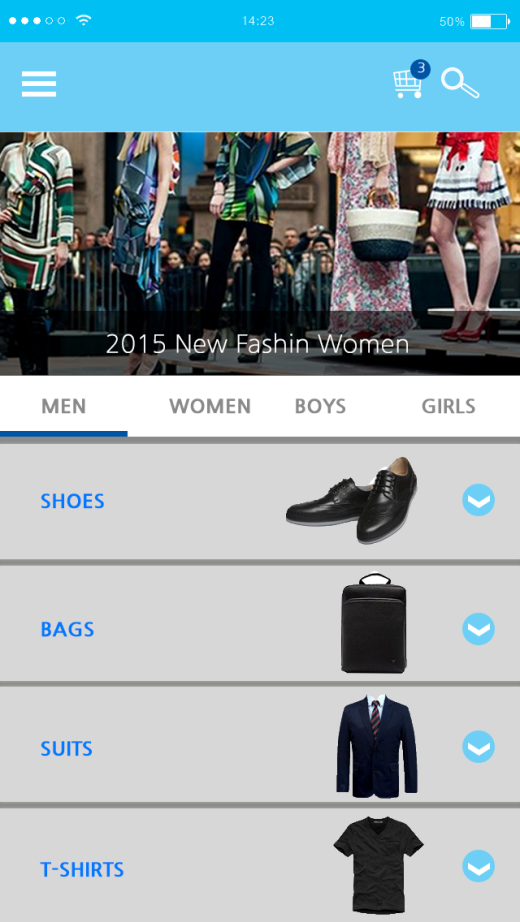 14:23
50%
3
2015 New Fashin Women
MEN
WOMEN
BOYS
GIRLS
SHOES
BAGS
SUITS
T-SHIRTS